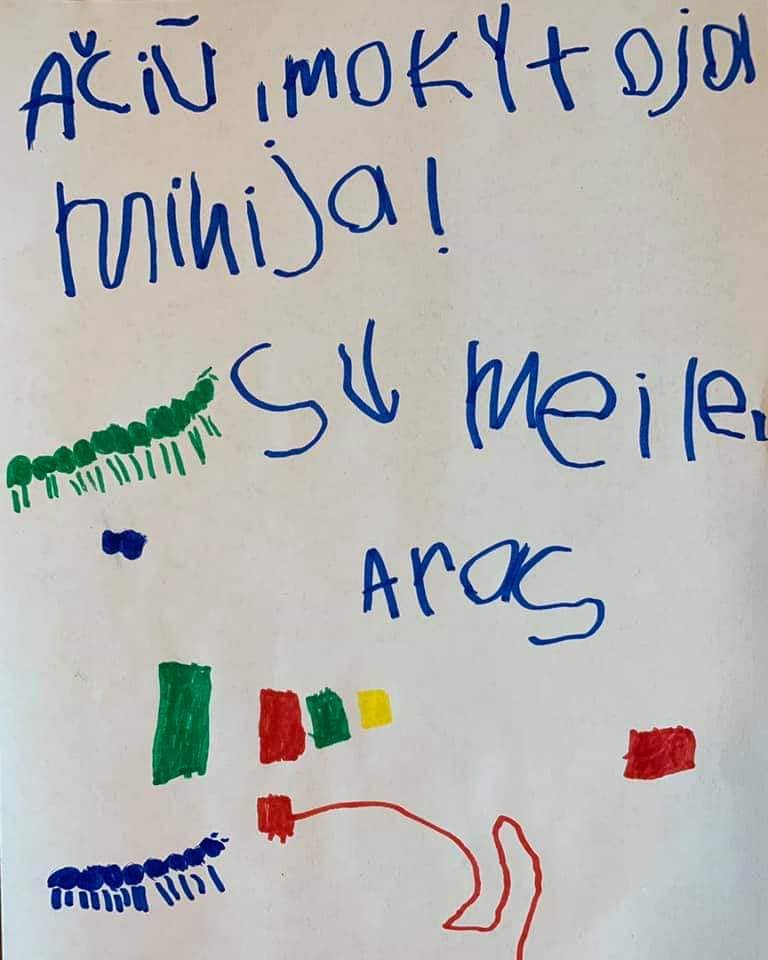 AČiŪ, moKYtoja
minija!
SU meile,
Aras